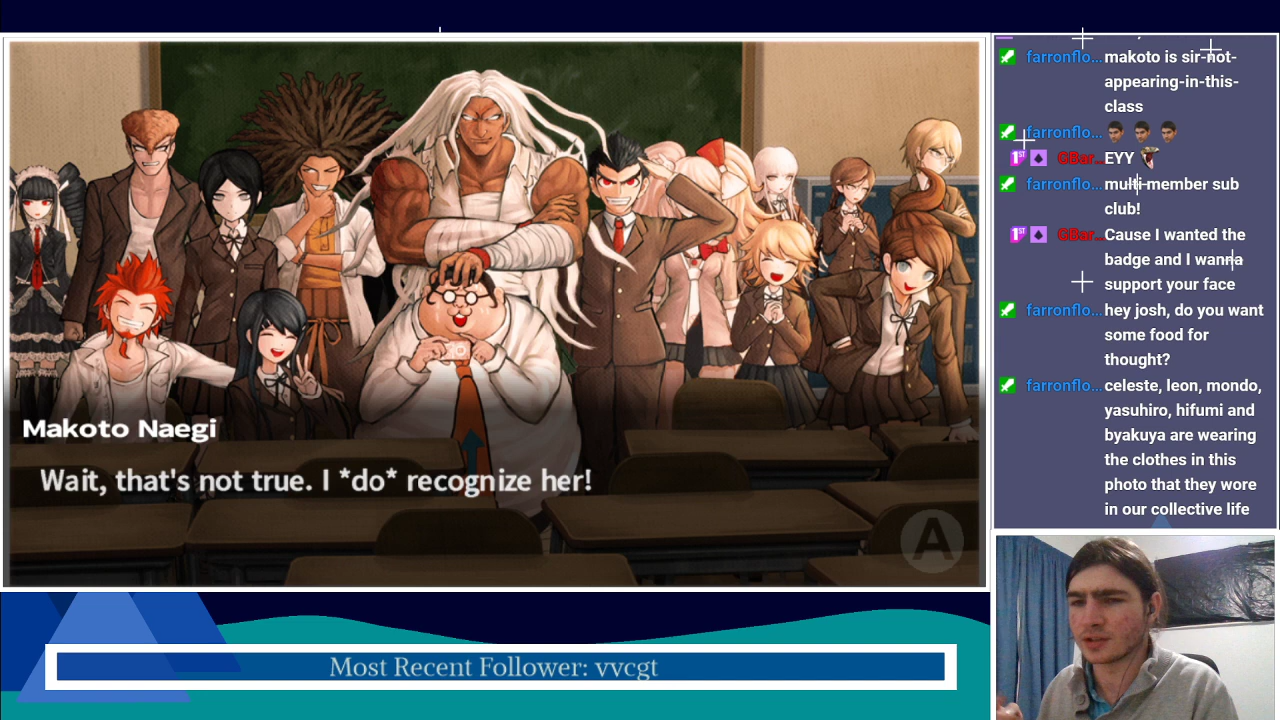 farronflo... makoto is sir-not-
appearing-in-this-
class
farronflo...
1ST GBar... EYY
farronflo... multi-member sub
club!
1ST GBar... Cause I wanted the
badge and I wanna
support your face
farronflo... hey josh, do you want
some food for
thought?
farronflo... celeste, leon, mondo,
yasuhiro, hifumi and
byakuya are wearing
the clothes in this
photo that they wore
in our collective life
Makoto Naegi
Wait, that's not true. I *do* recognize her!
A
Most Recent Follower: vvcgt